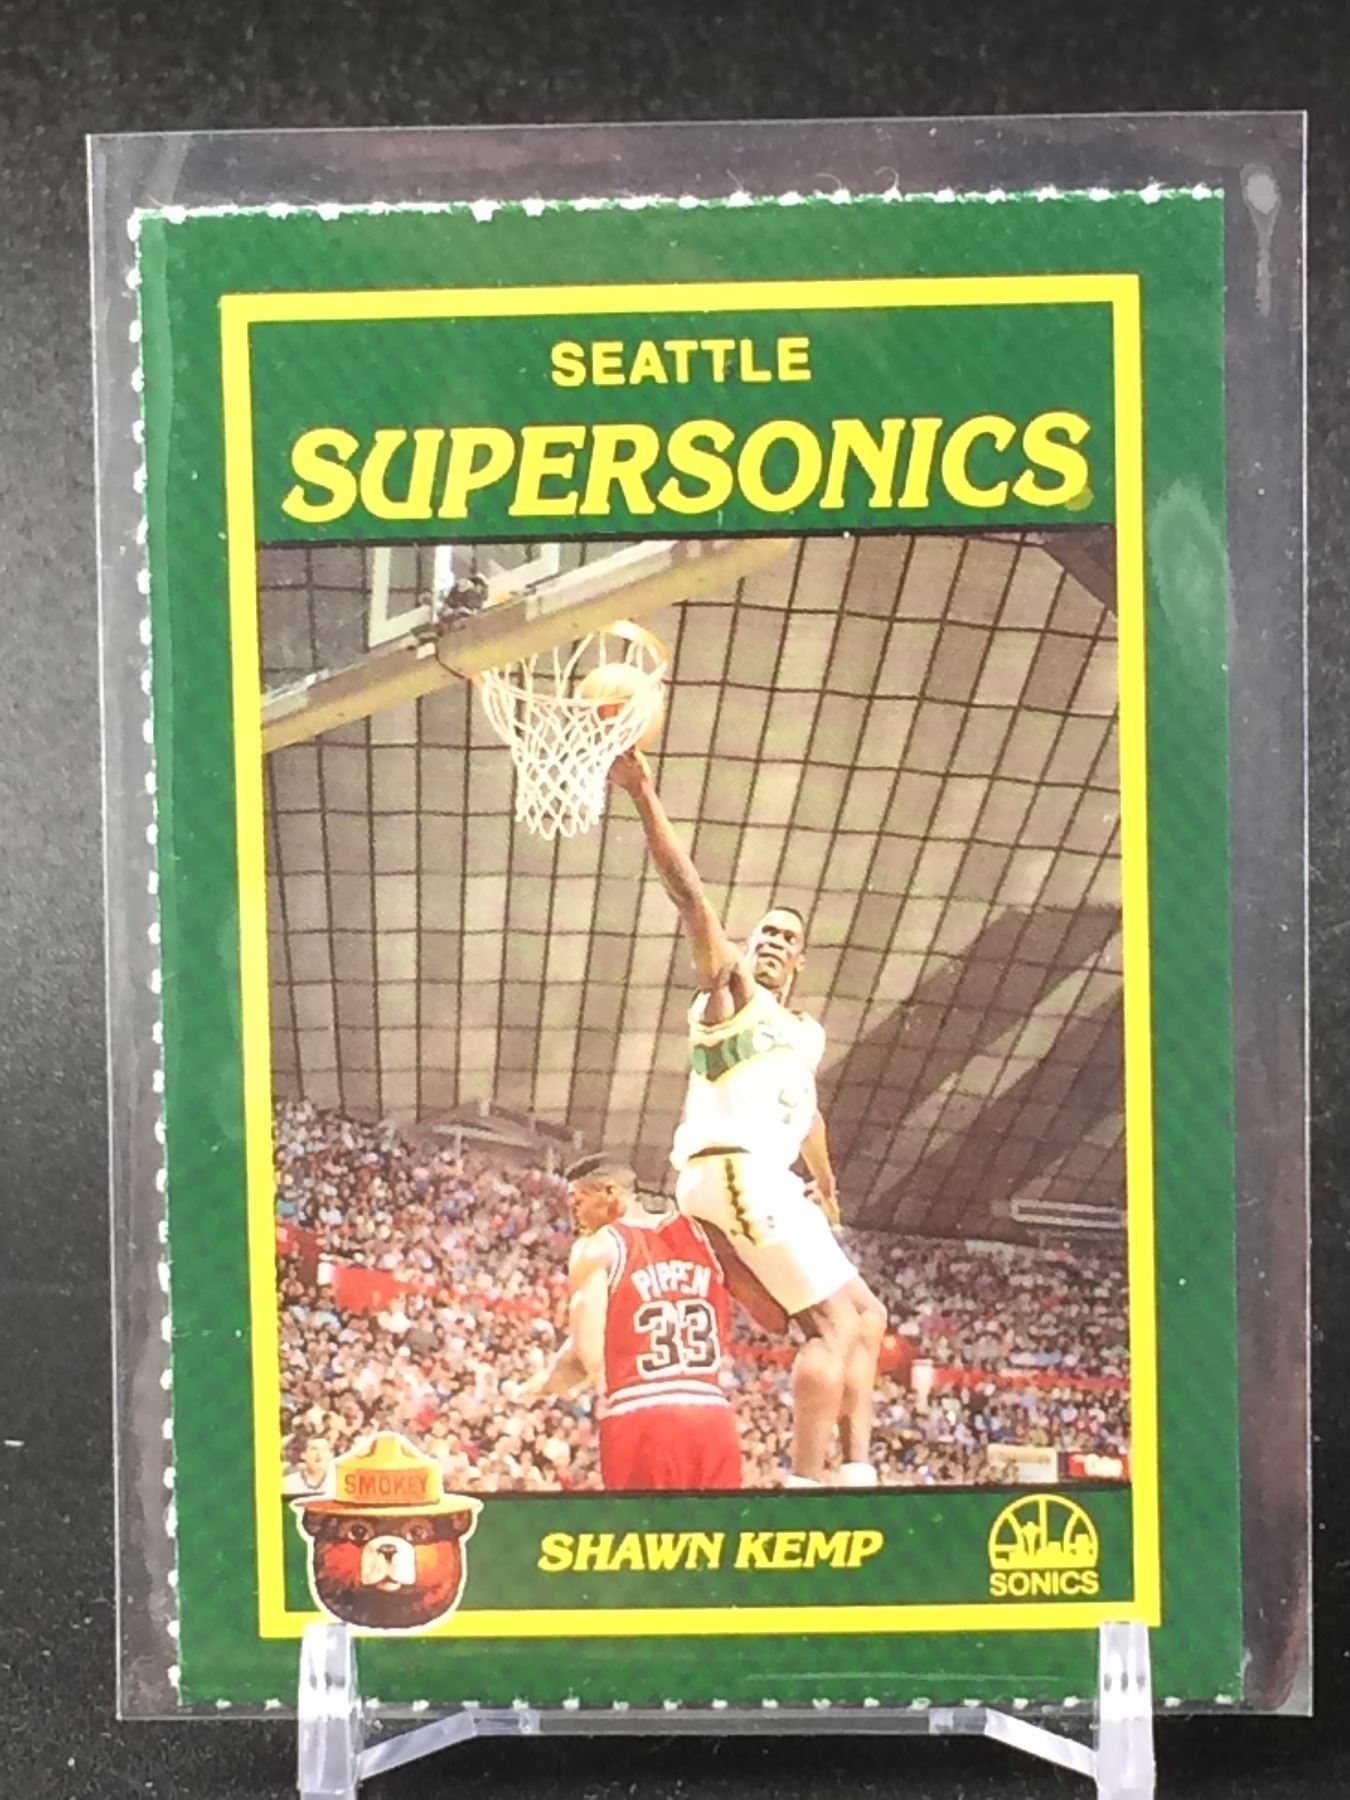 SEATTLE
SUPERSONICS
PIPPEN
33
SMOKEY
SHAWN KEMP
SONICS